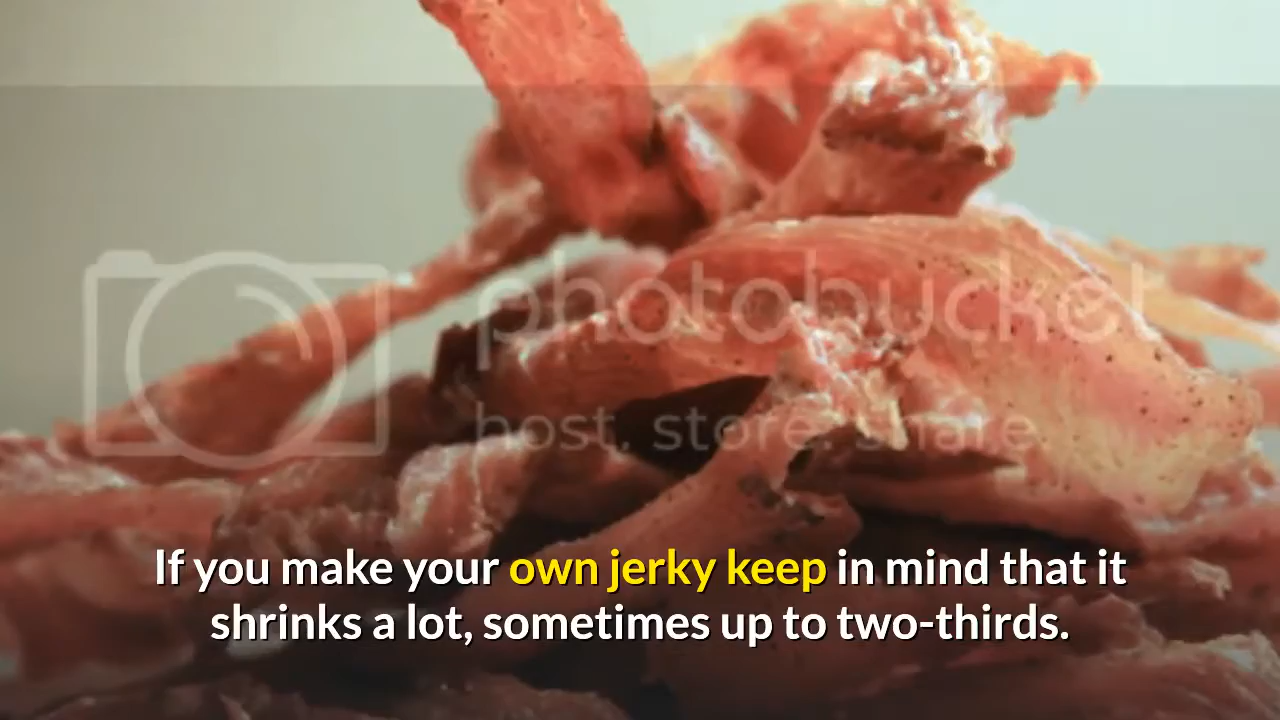 photobucket
host. store. share.
If you make your own jerky keep in mind that it
shrinks a lot, sometimes up to two-thirds.